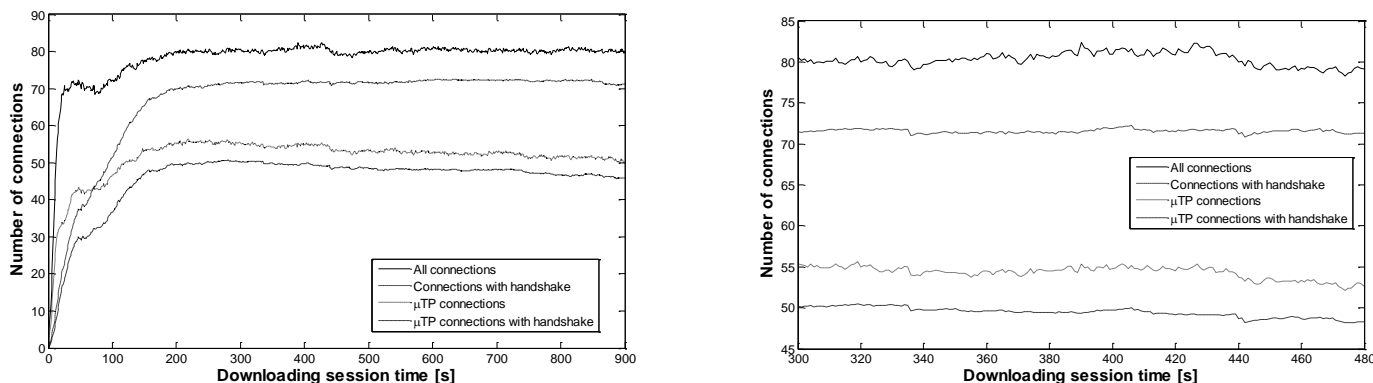 90
80
70
60
50
40
30
20
10
0
Number of connections
0 100 200 300 400 500 600 700 800 900
Downloading session time [s]
All connections
Connections with handshake
μTP connections
μTP connections with handshake
85
80
75
70
65
60
55
50
45
Number of connections
300 320 340 360 380 400 420 440 460 480
Downloading session time [s]
All connections
Connections with handshake
μTP connections
μTP connections with handshake